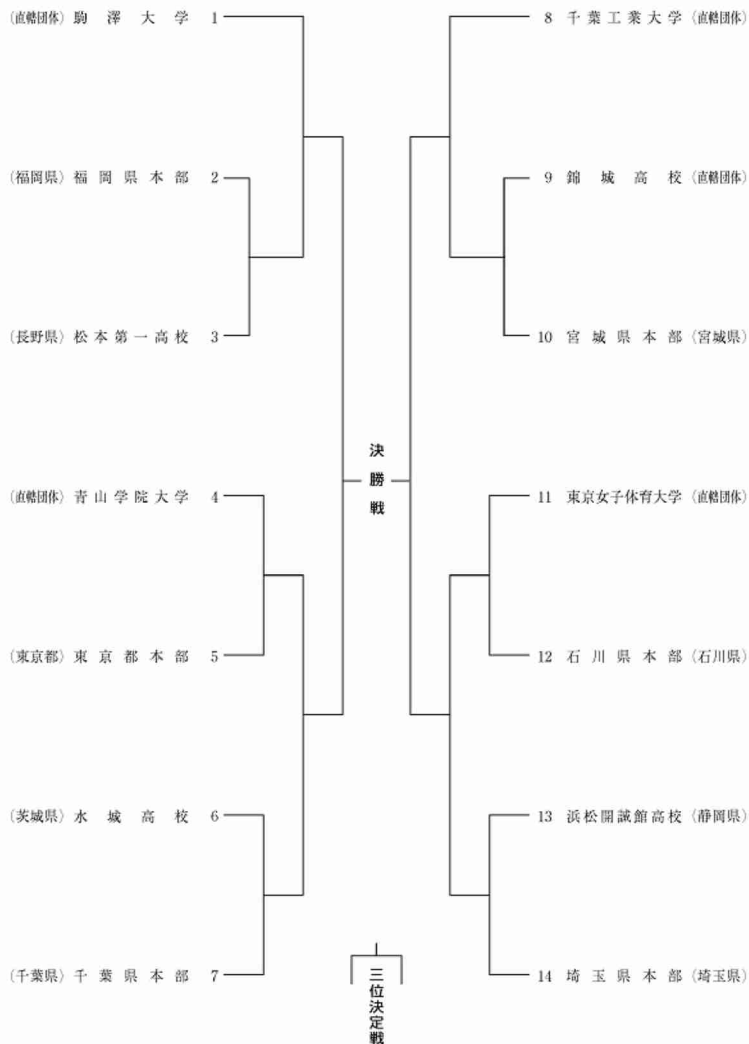 (直轄団体) 駒澤大学 1
(福岡県) 福岡県本部 2
(長野県) 松本第一高校 3
(直轄団体) 青山学院大学 4
(東京都) 東京都本部 5
(茨城県) 水城高校 6
(千葉県) 千葉県本部 7
決勝戦
三位決定戦
8 千葉工業大学 (直轄団体)
9 錦城高校 (直轄団体)
10 宮城県本部 (宮城県)
11 東京女子体育大学 (直轄団体)
12 石川県本部 (石川県)
13 浜松開誠館高校 (静岡県)
14 埼玉県本部 (埼玉県)